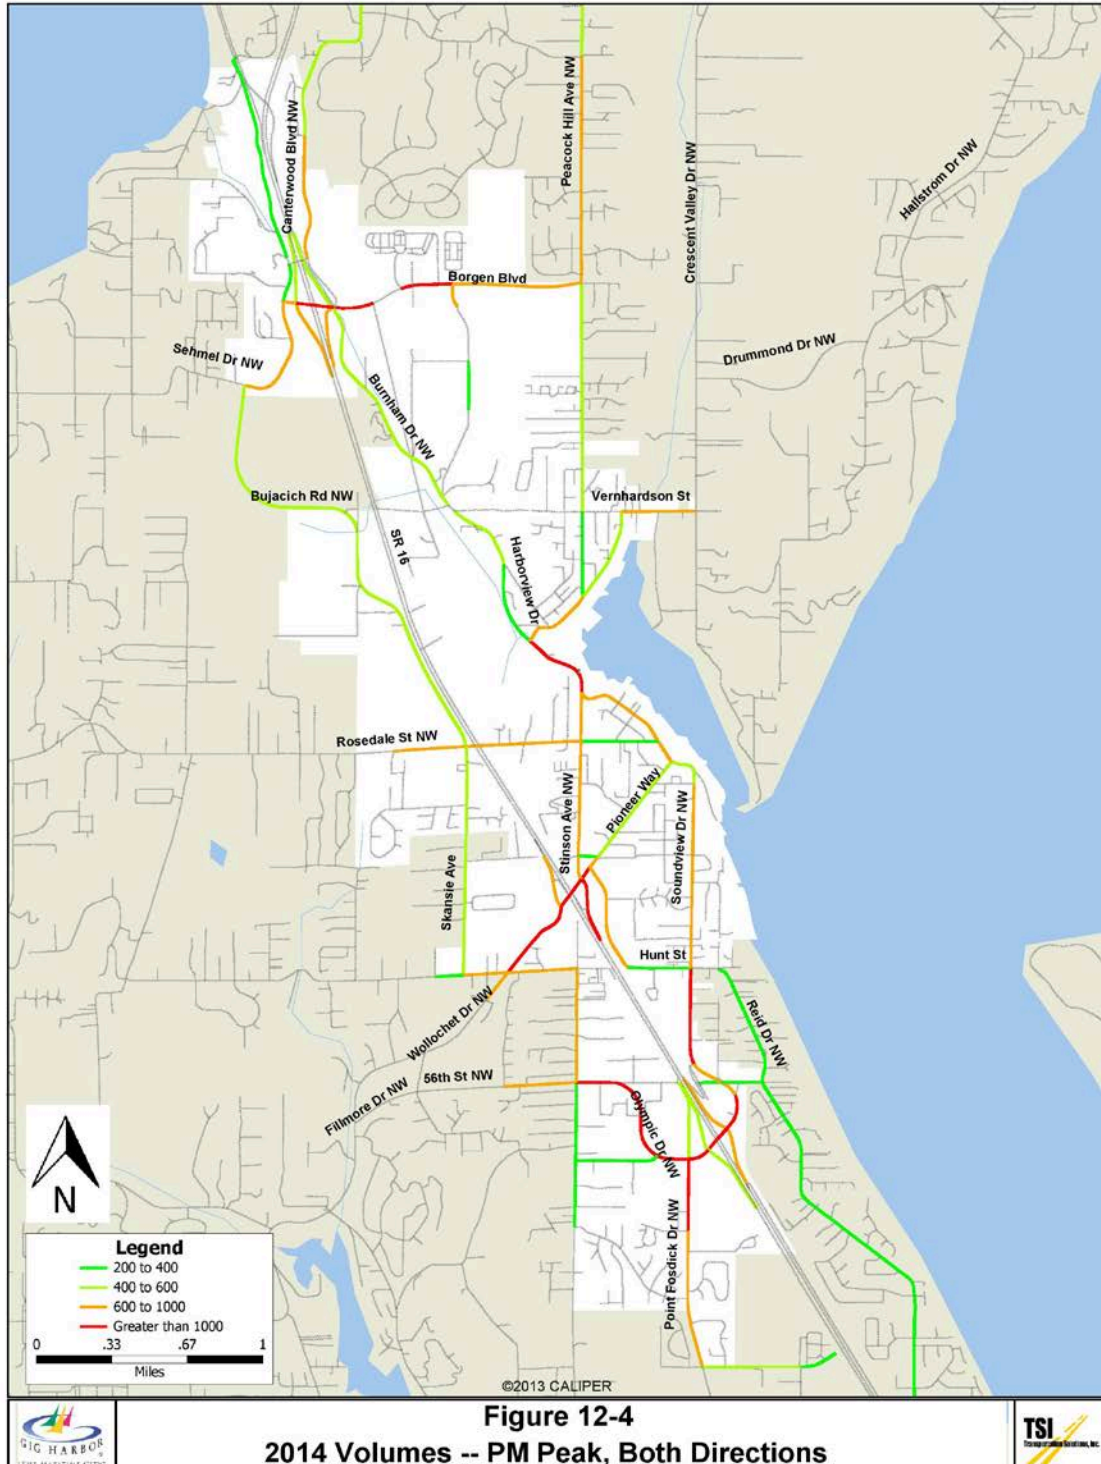 Peacock Hill Ave NW
Canterwood Blvd NW
Crescent Valley Dr NW
Hallstrom Dr NW
Borgen Blvd
Sehmel Dr NW
Drummond Dr NW
Burnham Dr NW
Bujacich Rd NW
Vernhardson St
SR 16
Harborview Dr
Rosedale St NW
Stinson Ave NW
Pioneer Way
Soundview Dr NW
Skansie Ave
Hunt St
Wollochet Dr NW
Reid Dr NW
56th St NW
Fillmore Dr NW
Olympic Dr NW
Point Fosdick Dr NW
N
Legend
200 to 400
400 to 600
600 to 1000
Greater than 1000
0 .33 .67 1
Miles
©2013 CALIPER
GIG HARBOR
Figure 12-4
2014 Volumes -- PM Peak, Both Directions
TSI
Transportation Solutions, Inc.